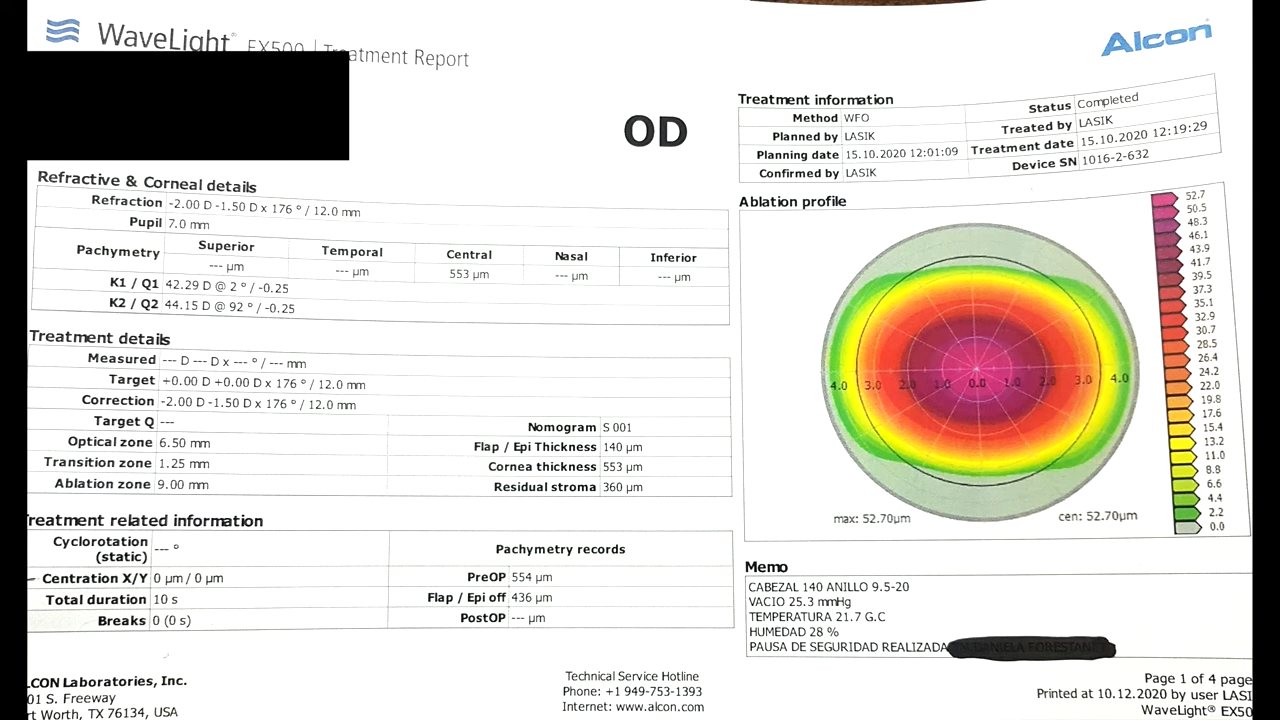 WaveLight® EX500 | Treatment Report
Alcon
OD
Refractive & Corneal details
Refraction -2.00 D -1.50 D x 176 ° / 12.0 mm
Pupil 7.0 mm
Pachymetry Superior Temporal Central Nasal Inferior
--- µm --- µm 553 µm --- µm --- µm
K1 / Q1 42.29 D @ 2 ° / -0.25
K2 / Q2 44.15 D @ 92 ° / -0.25
Treatment details
Measured --- D --- D x --- ° / --- mm
Target +0.00 D +0.00 D x 176 ° / 12.0 mm
Correction -2.00 D -1.50 D x 176 ° / 12.0 mm
Target Q --- Nomogram S 001
Optical zone 6.50 mm Flap / Epi Thickness 140 µm
Transition zone 1.25 mm Cornea thickness 553 µm
Ablation zone 9.00 mm Residual stroma 360 µm
Treatment related information
Cyclorotation (static) --- ° Pachymetry records
Centration X/Y 0 µm / 0 µm PreOP 554 µm
Total duration 10 s Flap / Epi off 436 µm
Breaks 0 (0 s) PostOP --- µm
Treatment information
Method WFO Status Completed
Planned by LASIK Treated by LASIK
Planning date 15.10.2020 12:01:09 Treatment date 15.10.2020 12:19:29
Confirmed by LASIK Device SN 1016-2-632
Ablation profile
4.0 3.0 2.0 1.0 0.0 1.0 2.0 3.0 4.0
max: 52.70µm cen: 52.70µm
52.7
50.5
48.3
46.1
43.9
41.7
39.5
37.3
35.1
32.9
30.7
28.5
26.4
24.2
22.0
19.8
17.6
15.4
13.2
11.0
8.8
6.6
4.4
2.2
0.0
Memo
CABEZAL 140 ANILLO 9.5-20
VACIO 25.3 mmHg
TEMPERATURA 21.7 G.C
HUMEDAD 28 %
PAUSA DE SEGURIDAD REALIZADA
LCON Laboratories, Inc.
01 S. Freeway
rt Worth, TX 76134, USA
Technical Service Hotline
Phone: +1 949-753-1393
Internet: www.alcon.com
Page 1 of 4 page
Printed at 10.12.2020 by user LASI
WaveLight® EX50